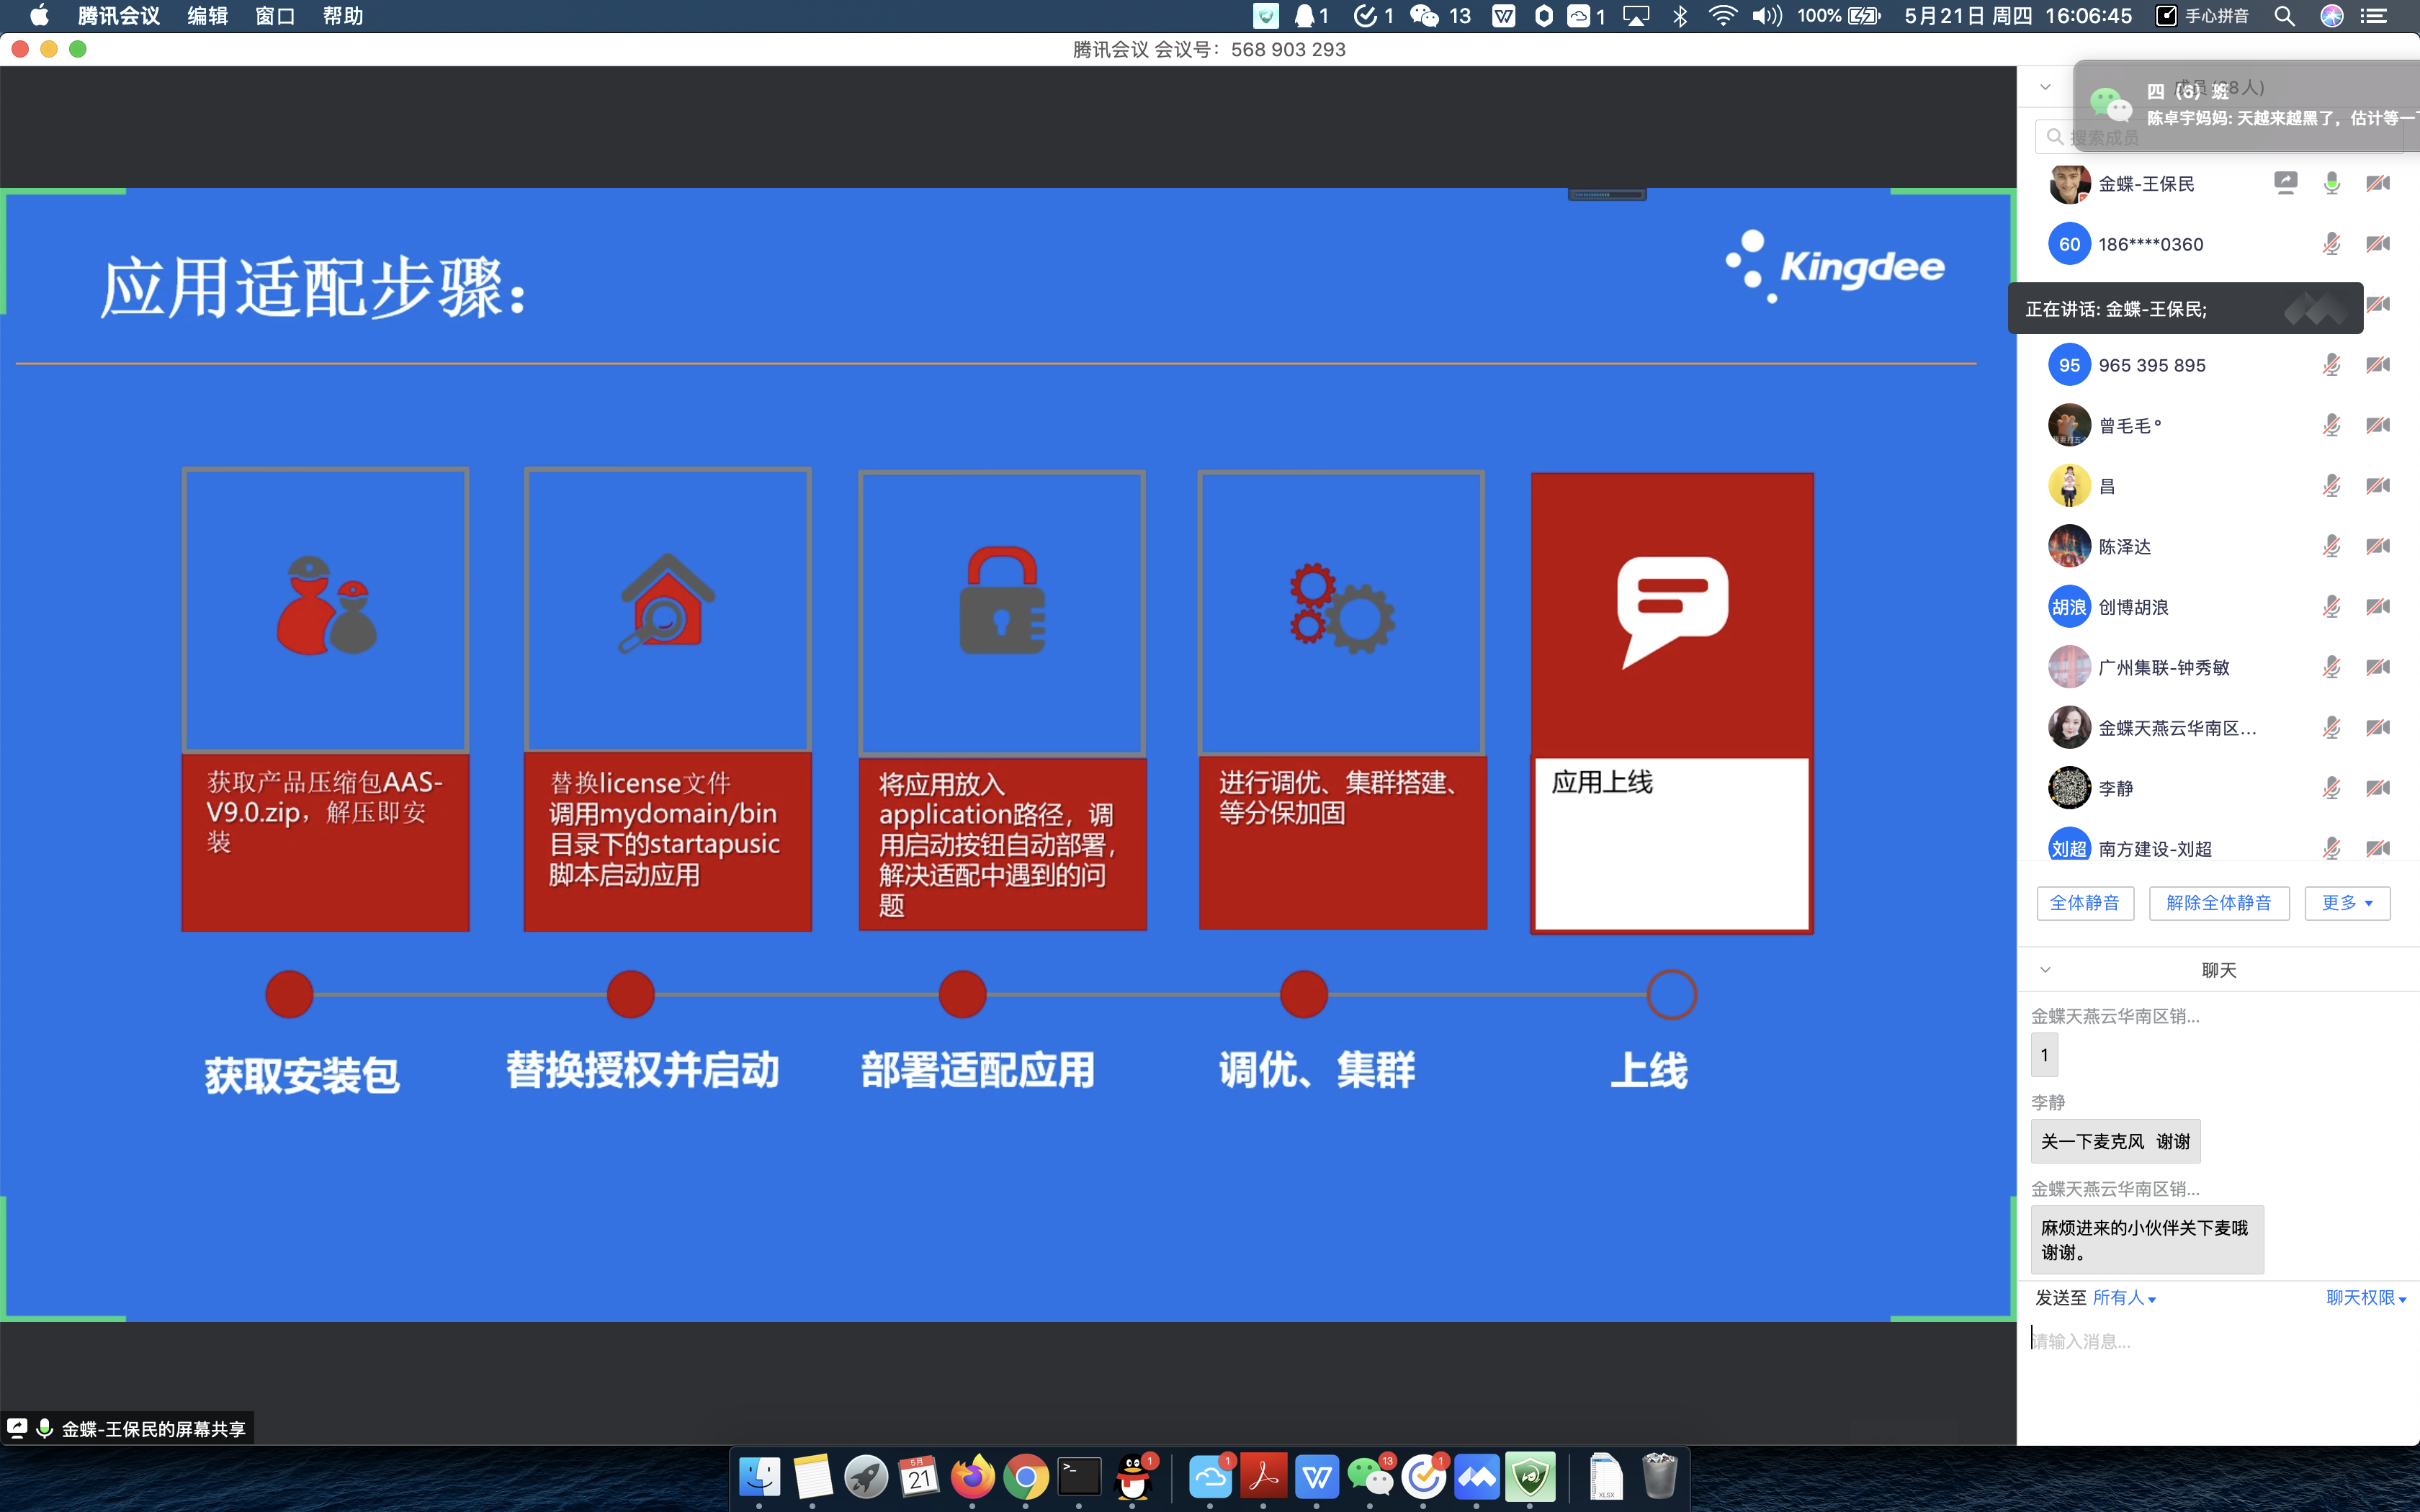 腾讯会议 编辑 窗口 帮助
1 1 13 1 100% 5月21日 周四 16:06:45 手心拼音
腾讯会议 会议号：568 903 293
四（6）班
陈卓宇妈妈: 天越来越黑了，估计等一
搜索成员
金蝶-王保民
60 186****0360
正在讲话: 金蝶-王保民;
95 965 395 895
曾毛毛°
昌
陈泽达
胡浪 创博胡浪
广州集联-钟秀敏
金蝶天燕云华南区...
李静
刘超 南方建设-刘超
全体静音 解除全体静音 更多
应用适配步骤：
Kingdee
获取产品压缩包AAS-
V9.0.zip，解压即安
装
替换license文件
调用mydomain/bin
目录下的startapusic
脚本启动应用
将应用放入
application路径，调
用启动按钮自动部署，
解决适配中遇到的问
题
进行调优、集群搭建、
等分保加固
应用上线
获取安装包
替换授权并启动
部署适配应用
调优、集群
上线
聊天
金蝶天燕云华南区销...
1
李静
关一下麦克风 谢谢
金蝶天燕云华南区销...
麻烦进来的小伙伴关下麦哦
谢谢。
发送至 所有人 聊天权限
请输入消息...
金蝶-王保民的屏幕共享
5月
21
1
1
13
1
XLSX